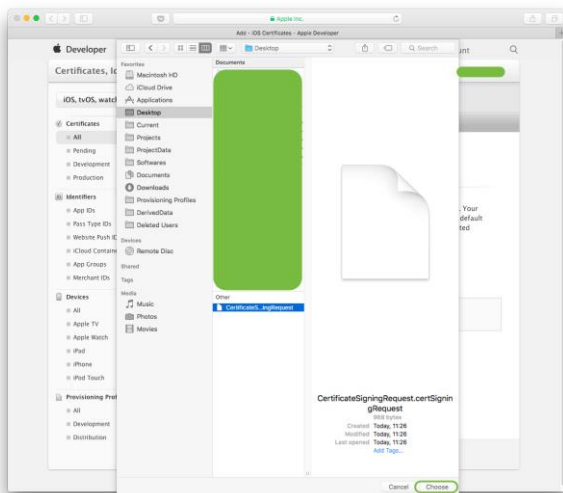 Apple Inc.
Add - iOS Certificates - Apple Developer
Developer
Certificates, Id
iOS, tvOS, watc
Certificates
All
Pending
Development
Production
Identifiers
App IDs
Pass Type IDs
Website Push ID
iCloud Contain
App Groups
Merchant IDs
Devices
All
Apple TV
Apple Watch
iPad
iPhone
iPod Touch
Provisioning Prof
All
Development
Distribution
Desktop
Search
Favorites
Macintosh HD
iCloud Drive
Applications
Desktop
Current
Projects
ProjectData
Softwares
Documents
Downloads
Provisioning Profiles
DerivedData
Deleted Users
Devices
Remote Disc
Shared
Tags
Media
Music
Photos
Movies
Documents
Other
CertificateS...ingRequest
CertificateSigningRequest.certSignin
gRequest
968 bytes
Created Today, 11:26
Modified Today, 11:26
Last opened Today, 11:26
Add Tags...
unt
. Your
default
ted
Cancel
Choose